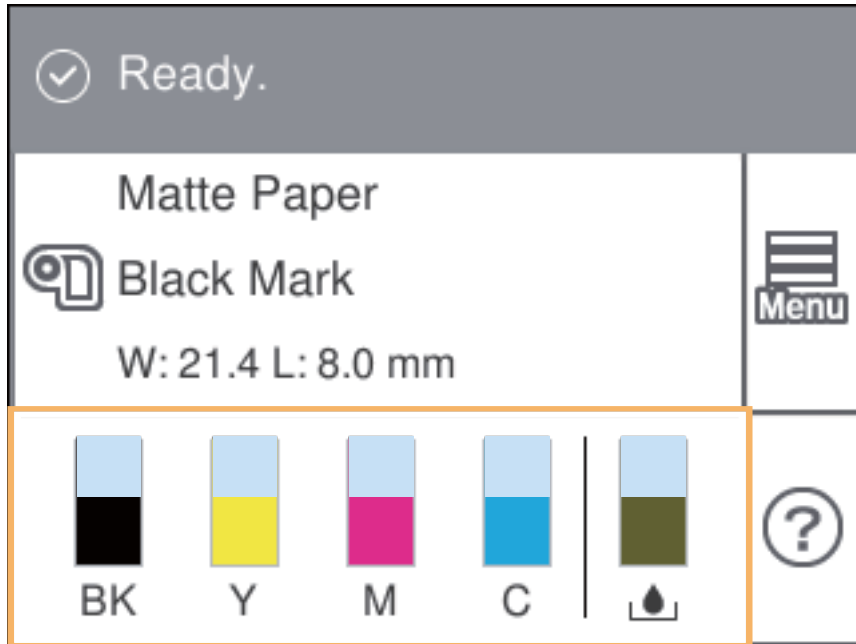 Ready.
Matte Paper
Black Mark
W: 21.4 L: 8.0 mm
Menu
BK Y M C
?